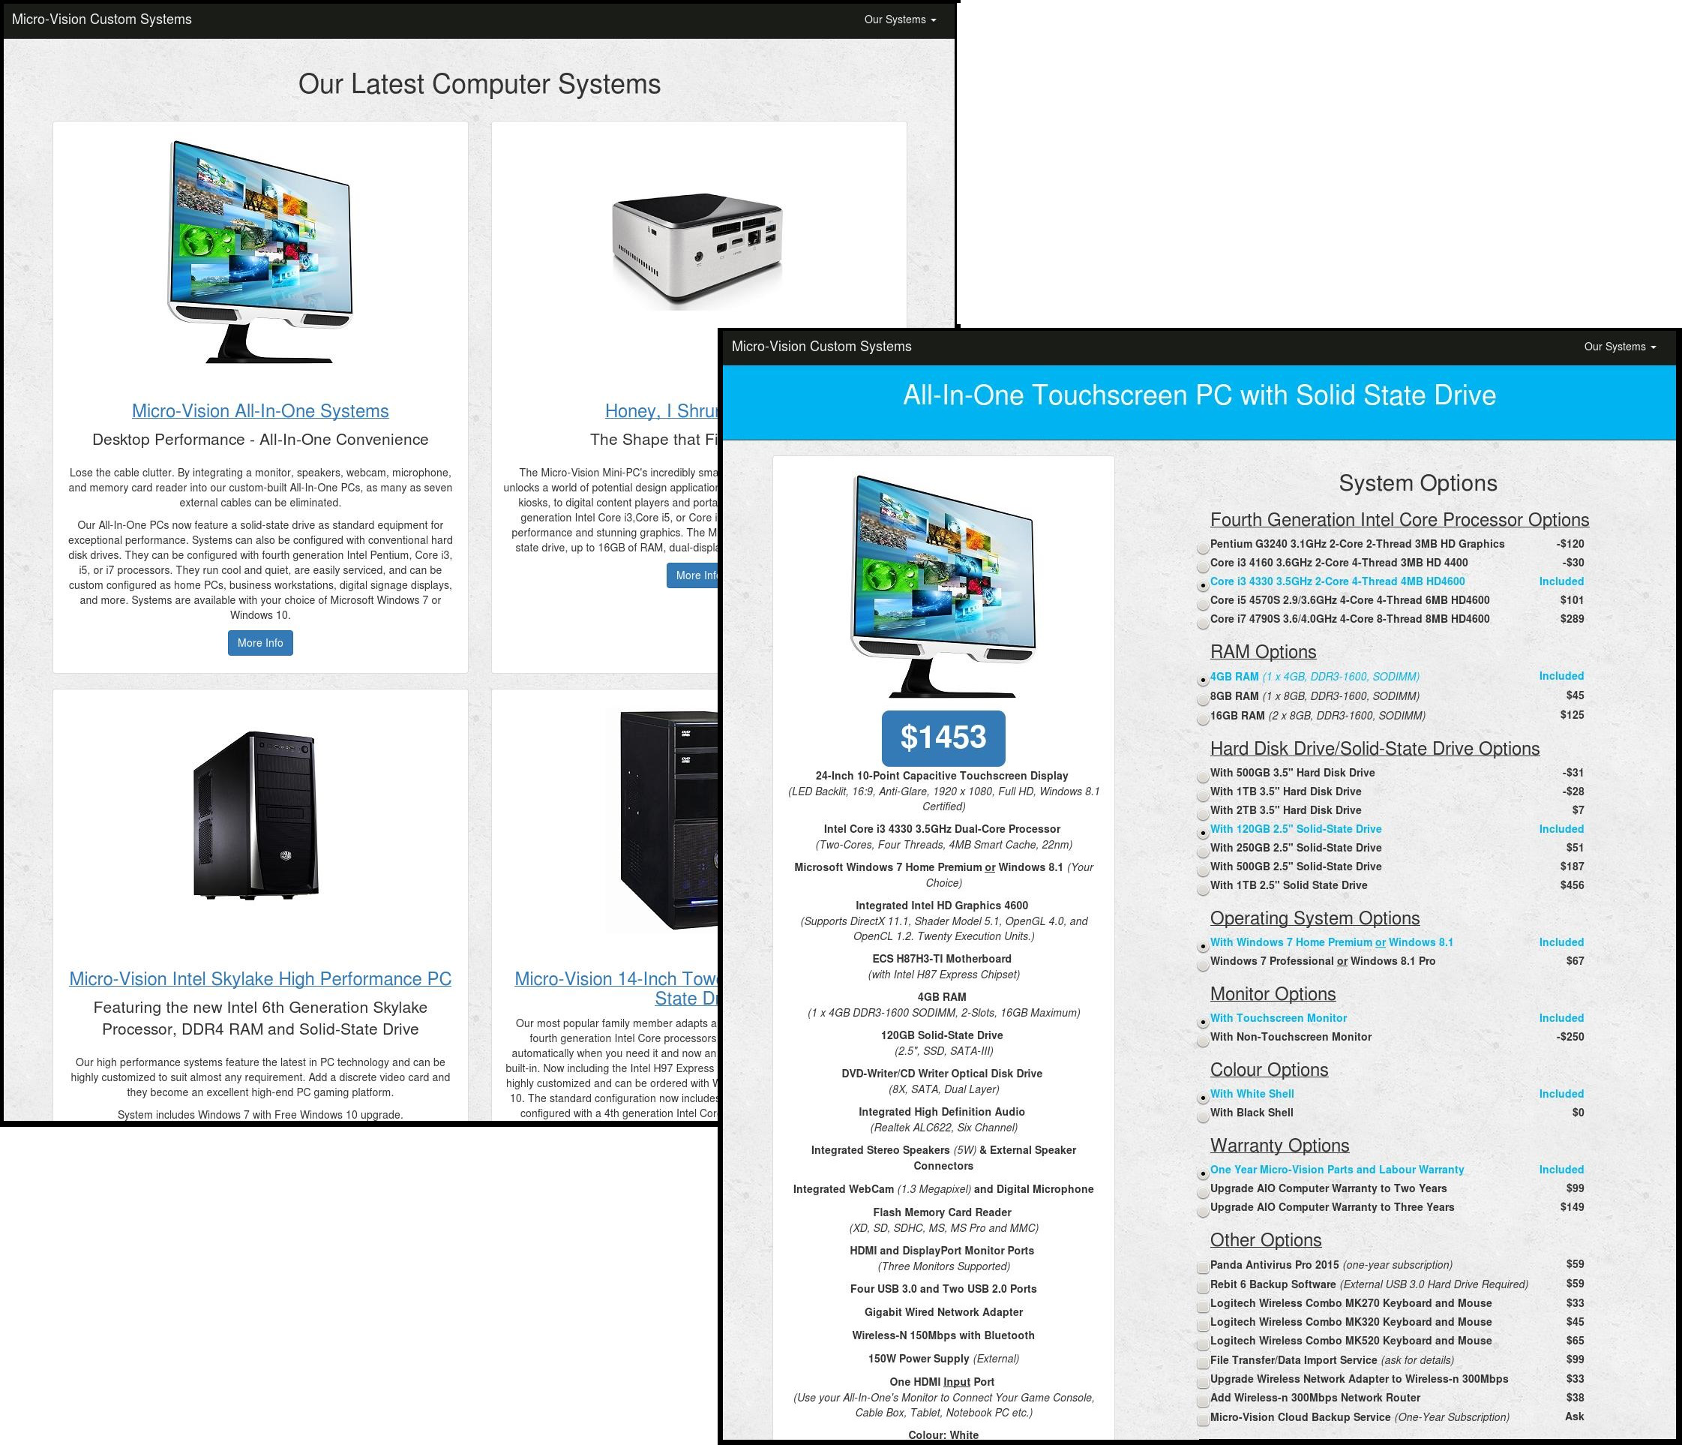 Micro-Vision Custom Systems
Our Systems
Our Latest Computer Systems
Micro-Vision All-In-One Systems
Desktop Performance - All-In-One Convenience
Lose the cable clutter. By integrating a monitor, speakers, webcam, microphone,
and memory card reader into our custom-built All-In-One PCs, as many as seven
external cables can be eliminated.
Our All-In-One PCs now feature a solid-state drive as standard equipment for
exceptional performance. Systems can also be configured with conventional hard
disk drives. They can be configured with fourth generation Intel Pentium, Core i3,
i5, or i7 processors. They run cool and quiet, are easily serviced, and can be
custom configured as home PCs, business workstations, digital signage displays,
and more. Systems are available with your choice of Microsoft Windows 7 or
Windows 10.
More Info
Honey, I Shru
The Shape that Fi
The Micro-Vision Mini-PC's incredibly sma
unlocks a world of potential design application
kiosks, to digital content players and porta
generation Intel Core i3,Core i5, or Core i
performance and stunning graphics. The M
state drive, up to 16GB of RAM, dual-displa
More Info
Micro-Vision Intel Skylake High Performance PC
Featuring the new Intel 6th Generation Skylake
Processor, DDR4 RAM and Solid-State Drive
Our high performance systems feature the latest in PC technology and can be
highly customized to suit almost any requirement. Add a discrete video card and
they become an excellent high-end PC gaming platform.
System includes Windows 7 with Free Windows 10 upgrade.
Micro-Vision 14-Inch Towe
State Dr
Our most popular family member adapts a
fourth generation Intel Core processors
automatically when you need it and now an
built-in. Now including the Intel H97 Express
highly customized and can be ordered with W
10. The standard configuration now includes
configured with a 4th generation Intel Cor
Micro-Vision Custom Systems
Our Systems
All-In-One Touchscreen PC with Solid State Drive
$1453
24-Inch 10-Point Capacitive Touchscreen Display
(LED Backlit, 16:9, Anti-Glare, 1920 x 1080, Full HD, Windows 8.1
Certified)
Intel Core i3 4330 3.5GHz Dual-Core Processor
(Two-Cores, Four Threads, 4MB Smart Cache, 22nm)
Microsoft Windows 7 Home Premium or Windows 8.1 (Your
Choice)
Integrated Intel HD Graphics 4600
(Supports DirectX 11.1, Shader Model 5.1, OpenGL 4.0, and
OpenCL 1.2. Twenty Execution Units.)
ECS H87H3-TI Motherboard
(with Intel H87 Express Chipset)
4GB RAM
(1 x 4GB DDR3-1600 SODIMM, 2-Slots, 16GB Maximum)
120GB Solid-State Drive
(2.5", SSD, SATA-III)
DVD-Writer/CD Writer Optical Disk Drive
(8X, SATA, Dual Layer)
Integrated High Definition Audio
(Realtek ALC622, Six Channel)
Integrated Stereo Speakers (5W) & External Speaker
Connectors
Integrated WebCam (1.3 Megapixel) and Digital Microphone
Flash Memory Card Reader
(XD, SD, SDHC, MS, MS Pro and MMC)
HDMI and DisplayPort Monitor Ports
(Three Monitors Supported)
Four USB 3.0 and Two USB 2.0 Ports
Gigabit Wired Network Adapter
Wireless-N 150Mbps with Bluetooth
150W Power Supply (External)
One HDMI Input Port
(Use your All-In-One's Monitor to Connect Your Game Console,
Cable Box, Tablet, Notebook PC etc.)
Colour: White
System Options
Fourth Generation Intel Core Processor Options
Pentium G3240 3.1GHz 2-Core 2-Thread 3MB HD Graphics -$120
Core i3 4160 3.6GHz 2-Core 4-Thread 3MB HD 4400 -$30
Core i3 4330 3.5GHz 2-Core 4-Thread 4MB HD4600 Included
Core i5 4570S 2.9/3.6GHz 4-Core 4-Thread 6MB HD4600 $101
Core i7 4790S 3.6/4.0GHz 4-Core 8-Thread 8MB HD4600 $289
RAM Options
4GB RAM (1 x 4GB, DDR3-1600, SODIMM) Included
8GB RAM (1 x 8GB, DDR3-1600, SODIMM) $45
16GB RAM (2 x 8GB, DDR3-1600, SODIMM) $125
Hard Disk Drive/Solid-State Drive Options
With 500GB 3.5" Hard Disk Drive -$31
With 1TB 3.5" Hard Disk Drive -$28
With 2TB 3.5" Hard Disk Drive $7
With 120GB 2.5" Solid-State Drive Included
With 250GB 2.5" Solid-State Drive $51
With 500GB 2.5" Solid-State Drive $187
With 1TB 2.5" Solid State Drive $456
Operating System Options
With Windows 7 Home Premium or Windows 8.1 Included
Windows 7 Professional or Windows 8.1 Pro $67
Monitor Options
With Touchscreen Monitor Included
With Non-Touchscreen Monitor -$250
Colour Options
With White Shell Included
With Black Shell $0
Warranty Options
One Year Micro-Vision Parts and Labour Warranty Included
Upgrade AIO Computer Warranty to Two Years $99
Upgrade AIO Computer Warranty to Three Years $149
Other Options
Panda Antivirus Pro 2015 (one-year subscription) $59
Rebit 6 Backup Software (External USB 3.0 Hard Drive Required) $59
Logitech Wireless Combo MK270 Keyboard and Mouse $33
Logitech Wireless Combo MK320 Keyboard and Mouse $45
Logitech Wireless Combo MK520 Keyboard and Mouse $65
File Transfer/Data Import Service (ask for details) $99
Upgrade Wireless Network Adapter to Wireless-n 300Mbps $33
Add Wireless-n 300Mbps Network Router $38
Micro-Vision Cloud Backup Service (One-Year Subscription) Ask